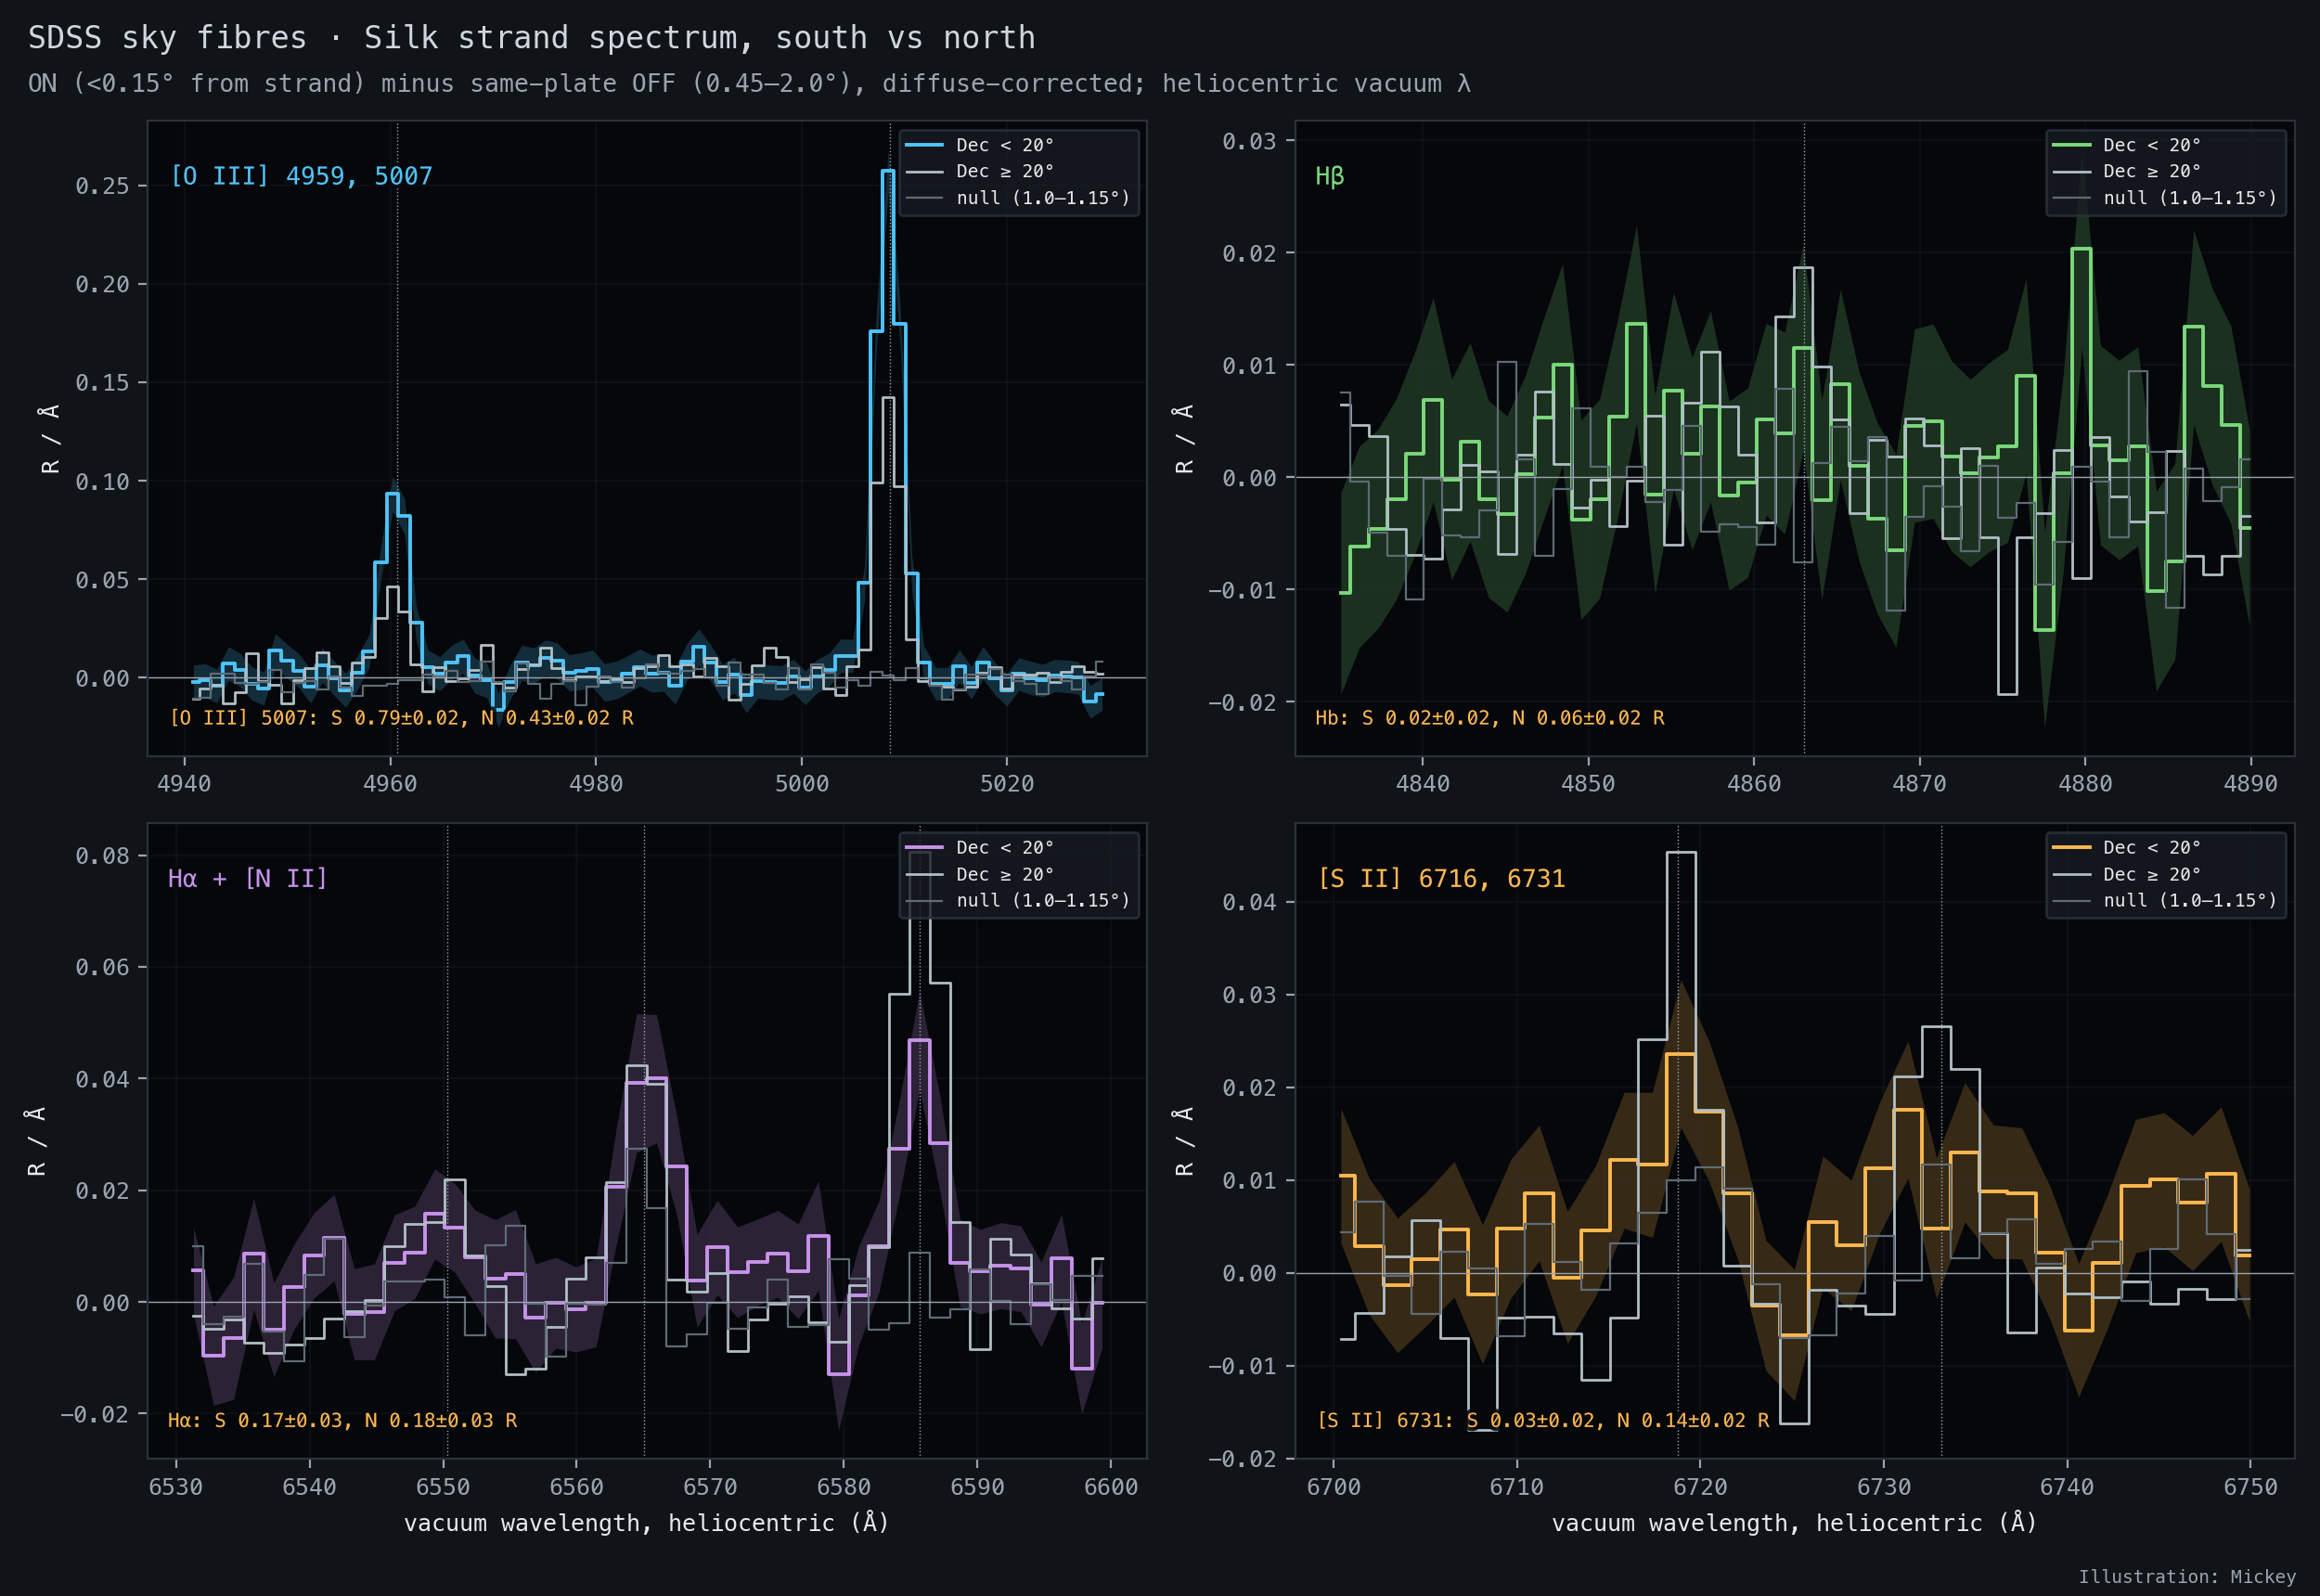 SDSS sky fibres · Silk strand spectrum, south vs north
ON (<0.15° from strand) minus same−plate OFF (0.45−2.0°), diffuse−corrected; heliocentric vacuum λ
[O III] 4959, 5007
Dec < 20°
Dec ≥ 20°
null (1.0−1.15°)
R / Å
0.25
0.20
0.15
0.10
0.05
0.00
[O III] 5007: S 0.79±0.02, N 0.43±0.02 R
4940 4960 4980 5000 5020
Hβ
Dec < 20°
Dec ≥ 20°
null (1.0−1.15°)
R / Å
0.03
0.02
0.01
0.00
−0.01
−0.02
Hb: S 0.02±0.02, N 0.06±0.02 R
4840 4850 4860 4870 4880 4890
Hα + [N II]
Dec < 20°
Dec ≥ 20°
null (1.0−1.15°)
R / Å
0.08
0.06
0.04
0.02
0.00
−0.02
Hα: S 0.17±0.03, N 0.18±0.03 R
6530 6540 6550 6560 6570 6580 6590 6600
vacuum wavelength, heliocentric (Å)
[S II] 6716, 6731
Dec < 20°
Dec ≥ 20°
null (1.0−1.15°)
R / Å
0.04
0.03
0.02
0.01
0.00
−0.01
−0.02
[S II] 6731: S 0.03±0.02, N 0.14±0.02 R
6700 6710 6720 6730 6740 6750
vacuum wavelength, heliocentric (Å)
Illustration: Mickey